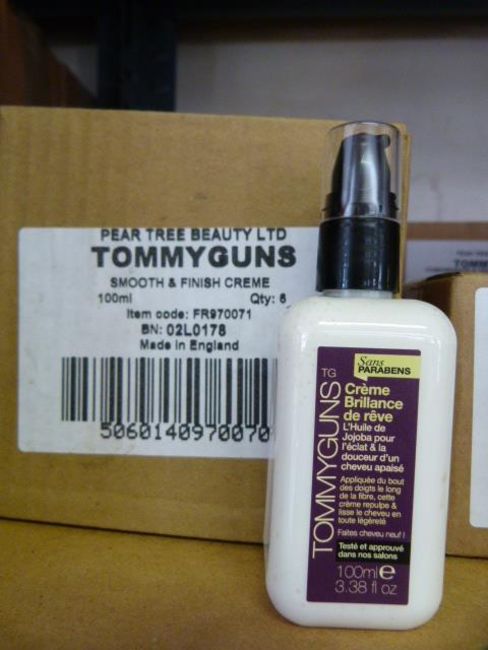 PEAR TREE BEAUTY LTD
TOMMYGUNS
SMOOTH & FINISH CREME
100ml Qty: 6
Item code: FR970071
BN: 02L0178
Made in England
5060140970070
TOMMYGUNS
TG
Sans
PARABENS
Crème
Brillance
de rêve
L'Huile de
Jojoba pour
l'éclat & la
douceur d'un
cheveu apaisé
Appliquée du bout
des doigts le long
de la fibre, cette
crème repulpe &
lisse le cheveu en
toute légèreté
Faites cheveu neuf !
Testé et approuvé
dans nos salons
100ml e
3.38 fl oz